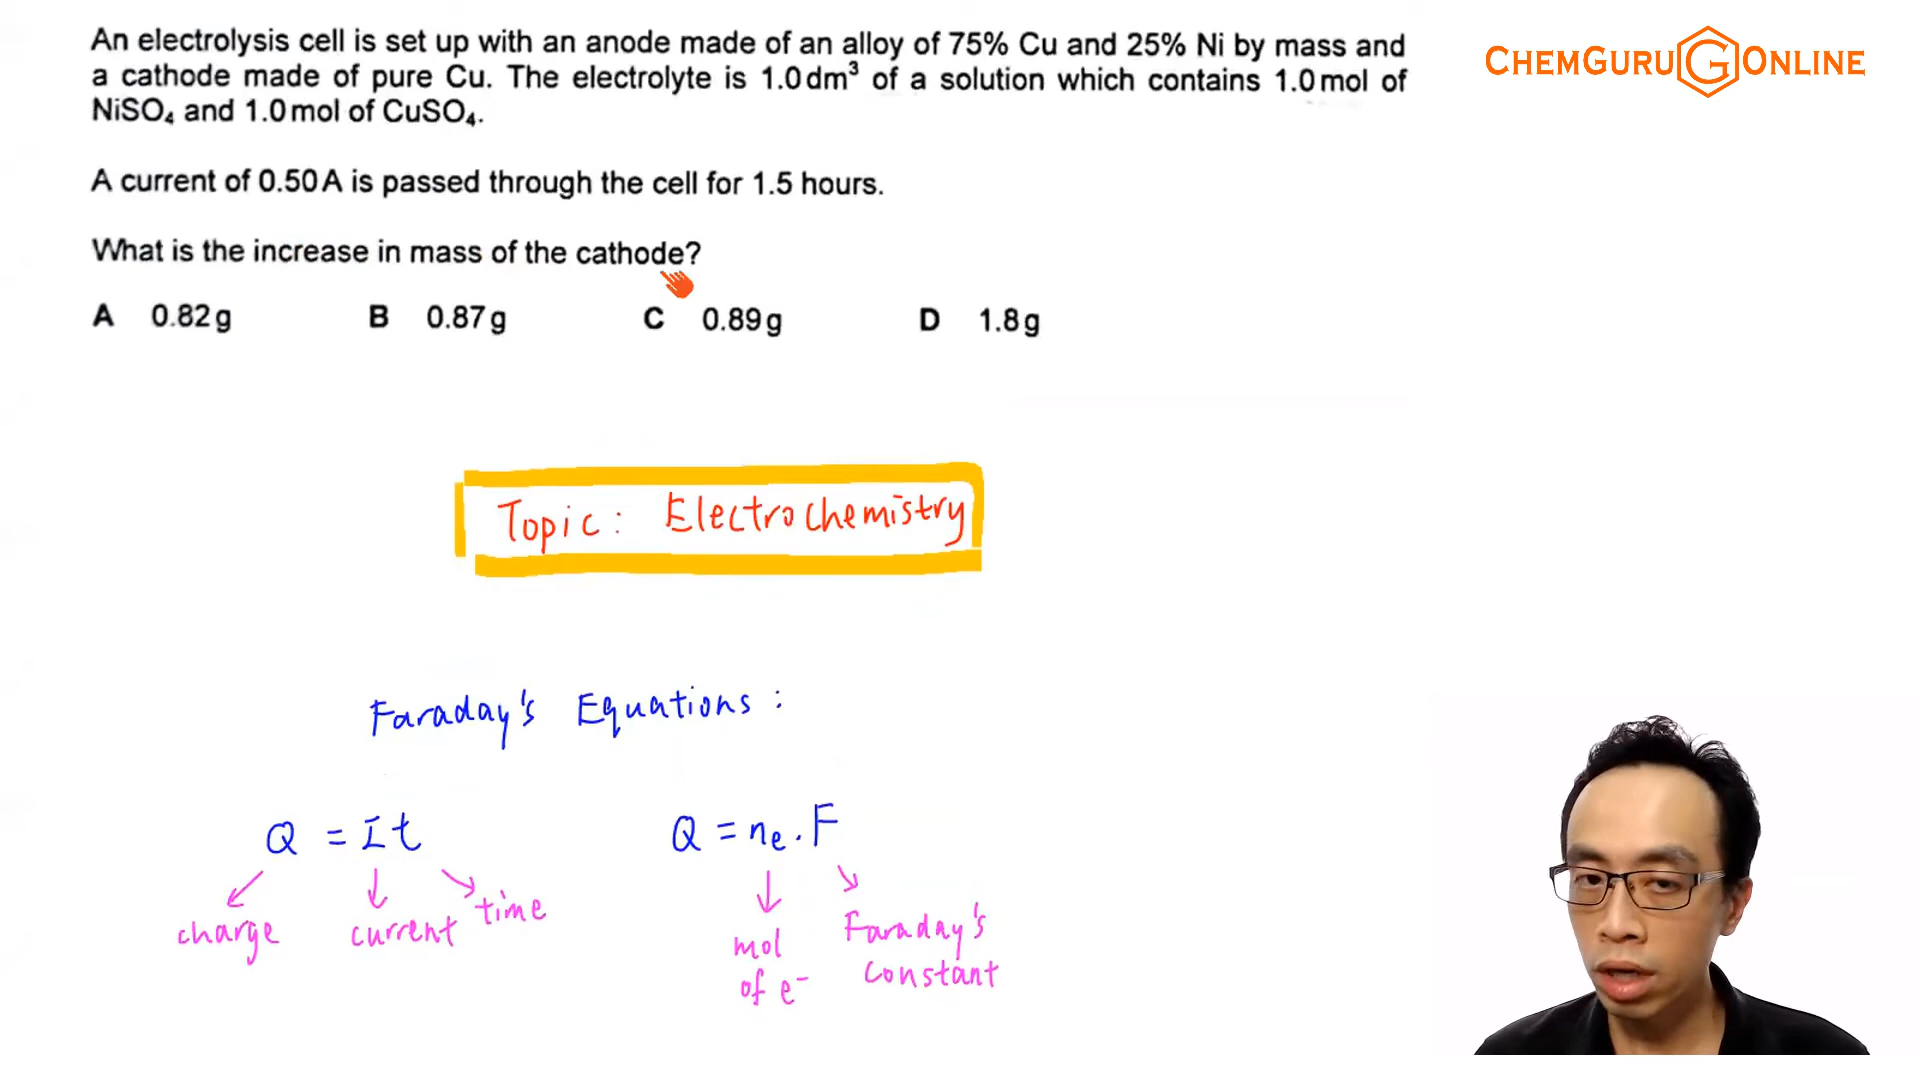 An electrolysis cell is set up with an anode made of an alloy of 75% Cu and 25% Ni by mass and
a cathode made of pure Cu. The electrolyte is 1.0 dm³ of a solution which contains 1.0 mol of
NiSO₄ and 1.0 mol of CuSO₄.
CHEMGURU G ONLINE
A current of 0.50 A is passed through the cell for 1.5 hours.
What is the increase in mass of the cathode?
A 0.82 g B 0.87 g C 0.89 g D 1.8 g
Topic: Electrochemistry
Faraday's Equations:
Q = It Q = nₑ.F
charge current time mol of e⁻ Faraday's constant